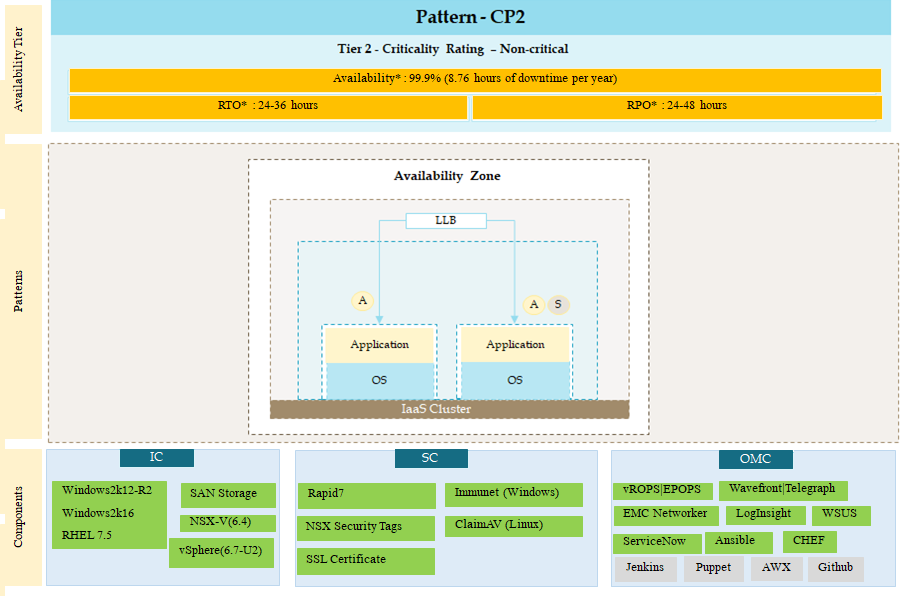 Pattern - CP2
Availability Tier
Tier 2 - Criticality Rating – Non-critical
Availability* : 99.9% (8.76 hours of downtime per year)
RTO* : 24-36 hours
RPO* : 24-48 hours
Patterns
Availability Zone
LLB
A
A
S
Application
Application
OS
OS
IaaS Cluster
Components
IC
Windows2k12-R2
Windows2k16
RHEL 7.5
SAN Storage
NSX-V(6.4)
vSphere(6.7-U2)
SC
Rapid7
NSX Security Tags
SSL Certificate
Immunet (Windows)
ClaimAV (Linux)
OMC
vROPS|EPOPS
Wavefront|Telegraph
EMC Networker
LogInsight
WSUS
ServiceNow
Ansible
CHEF
Jenkins
Puppet
AWX
Github